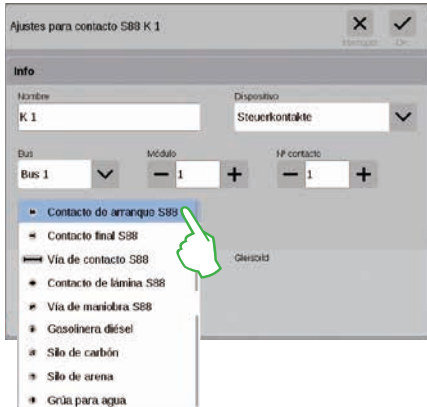 Ajustes para contacto S88 K 1
Interrupc
OK
Info
Nombre
Dispositivo
K 1
Steuerkontakte
Bus
Módulo
Nº contacto
Bus 1
1
1
Contacto de arranque S88
Contacto final S88
Vía de contacto S88
Gleisbild
Contacto de lámina S88
Vía de maniobra S88
Gasolinera diésel
Silo de carbón
Silo de arena
Grúa para agua